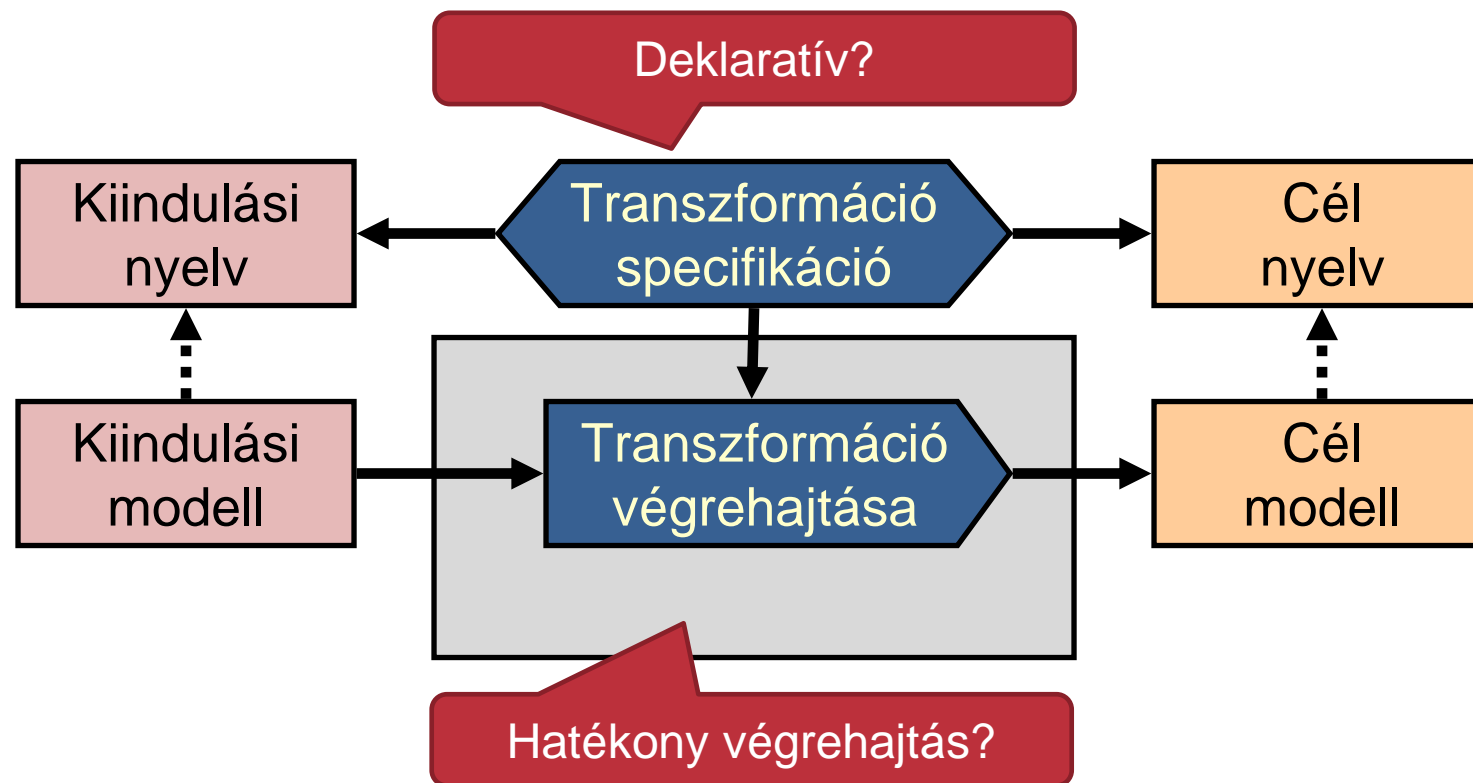 Deklaratív?
Kiindulási
nyelv
Transzformáció
specifikáció
Cél
nyelv
Kiindulási
modell
Transzformáció
végrehajtása
Cél
modell
Hatékony végrehajtás?